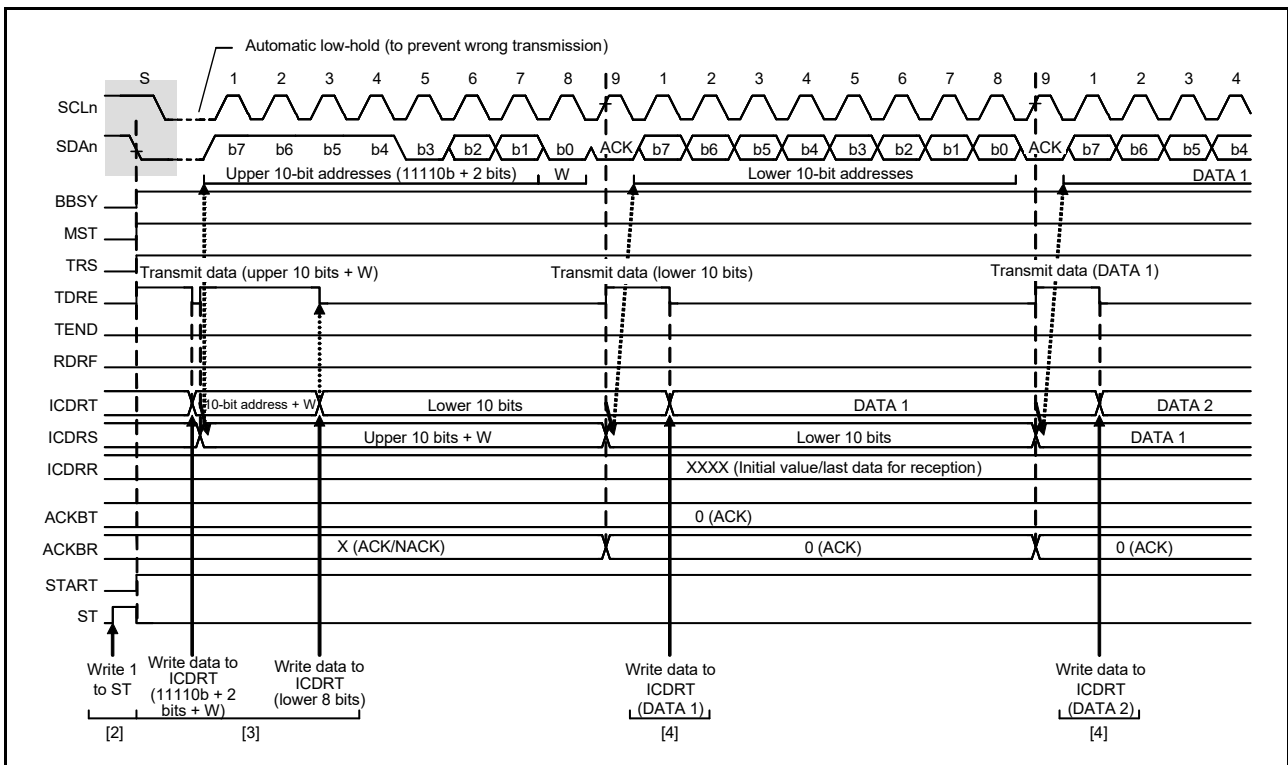 Automatic low-hold (to prevent wrong transmission)
S 1 2 3 4 5 6 7 8 9 1 2 3 4 5 6 7 8 9 1 2 3 4
SCLn
SDAn b7 b6 b5 b4 b3 b2 b1 b0 ACK b7 b6 b5 b4 b3 b2 b1 b0 ACK b7 b6 b5 b4
Upper 10-bit addresses (11110b + 2 bits) W Lower 10-bit addresses DATA 1
BBSY
MST
TRS
Transmit data (upper 10 bits + W) Transmit data (lower 10 bits) Transmit data (DATA 1)
TDRE
TEND
RDRF
ICDRT 10-bit address + W Lower 10 bits DATA 1 DATA 2
ICDRS Upper 10 bits + W Lower 10 bits DATA 1
ICDRR XXXX (Initial value/last data for reception)
ACKBT 0 (ACK)
ACKBR X (ACK/NACK) 0 (ACK) 0 (ACK)
START
ST
Write 1
to ST
Write data to
ICDRT
(11110b + 2
bits + W)
Write data to
ICDRT
(lower 8 bits)
Write data to
ICDRT
(DATA 1)
Write data to
ICDRT
(DATA 2)
[2] [3] [4] [4]